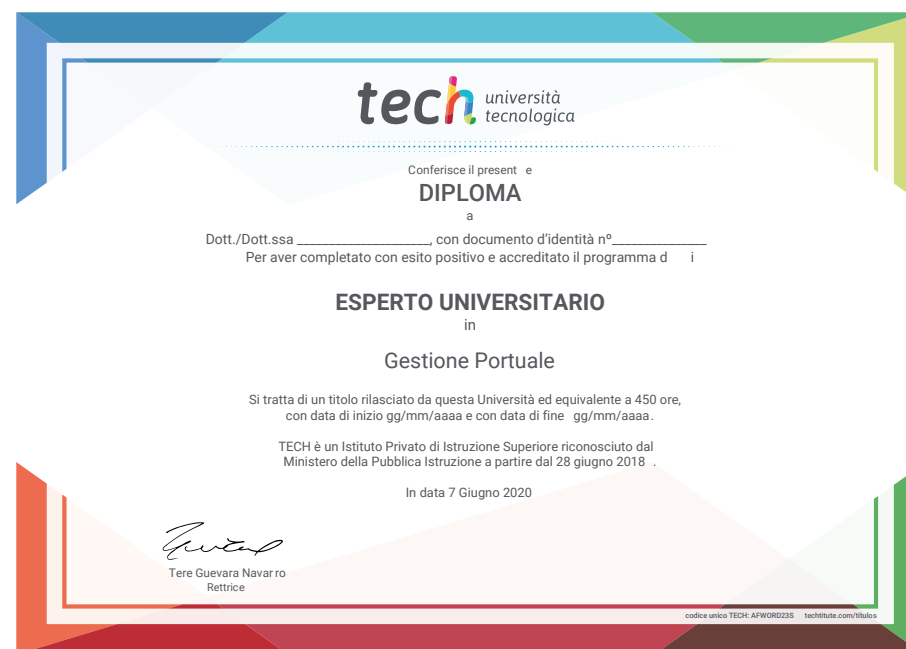 tech università
tecnologica
Conferisce il present e
DIPLOMA
a
Dott./Dott.ssa _____________________, con documento d'identità nº_______________
Per aver completato con esito positivo e accreditato il programma d i
ESPERTO UNIVERSITARIO
in
Gestione Portuale
Si tratta di un titolo rilasciato da questa Università ed equivalente a 450 ore,
con data di inizio gg/mm/aaaa e con data di fine gg/mm/aaaa.
TECH è un Istituto Privato di Istruzione Superiore riconosciuto dal
Ministero della Pubblica Istruzione a partire dal 28 giugno 2018 .
In data 7 Giugno 2020
Tere Guevara Navarro
Rettrice
codice unico TECH: AFWORD23S techtitute.com/titulos